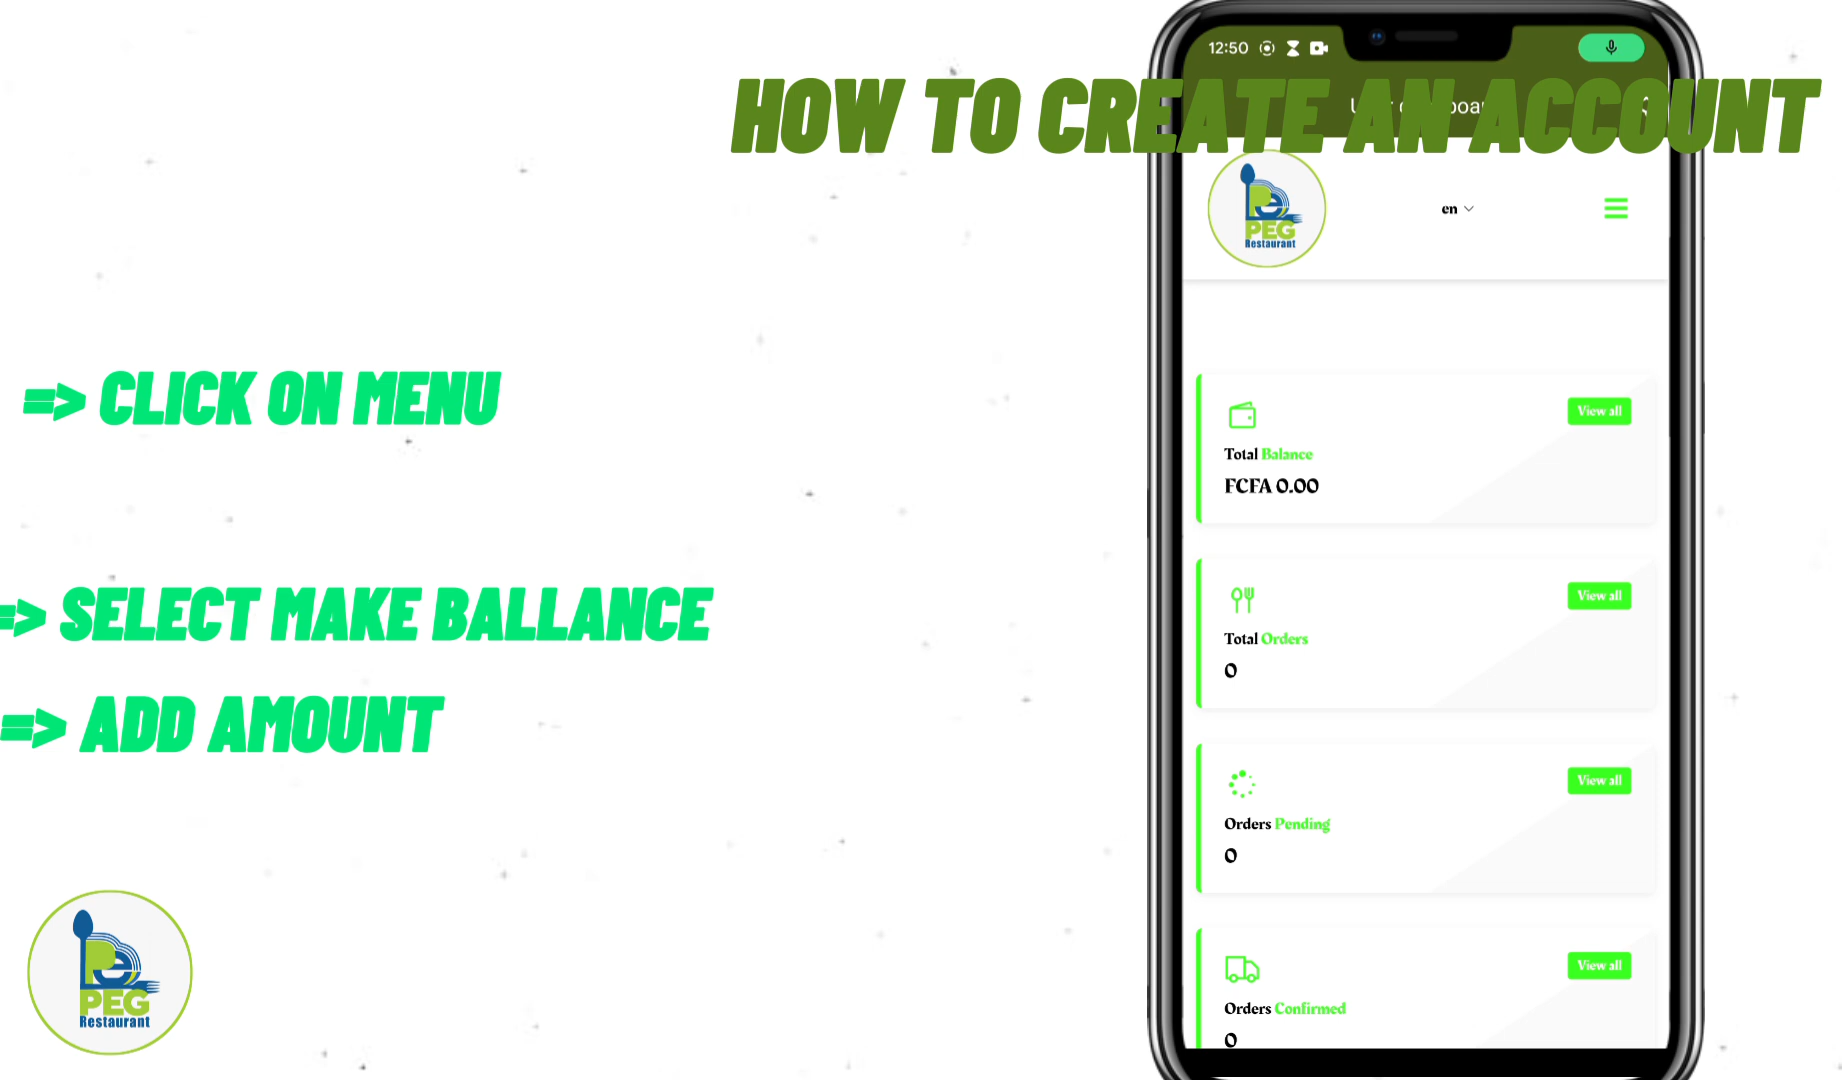 12:50
HOW TO CREATE AN ACCOUNT
PEG
Restaurant
en
=> CLICK ON MENU
View all
Total Balance
FCFA 0.00
=> SELECT MAKE BALLANCE
View all
Total Orders
0
=> ADD AMOUNT
View all
Orders Pending
0
View all
Orders Confirmed
0
PEG
Restaurant